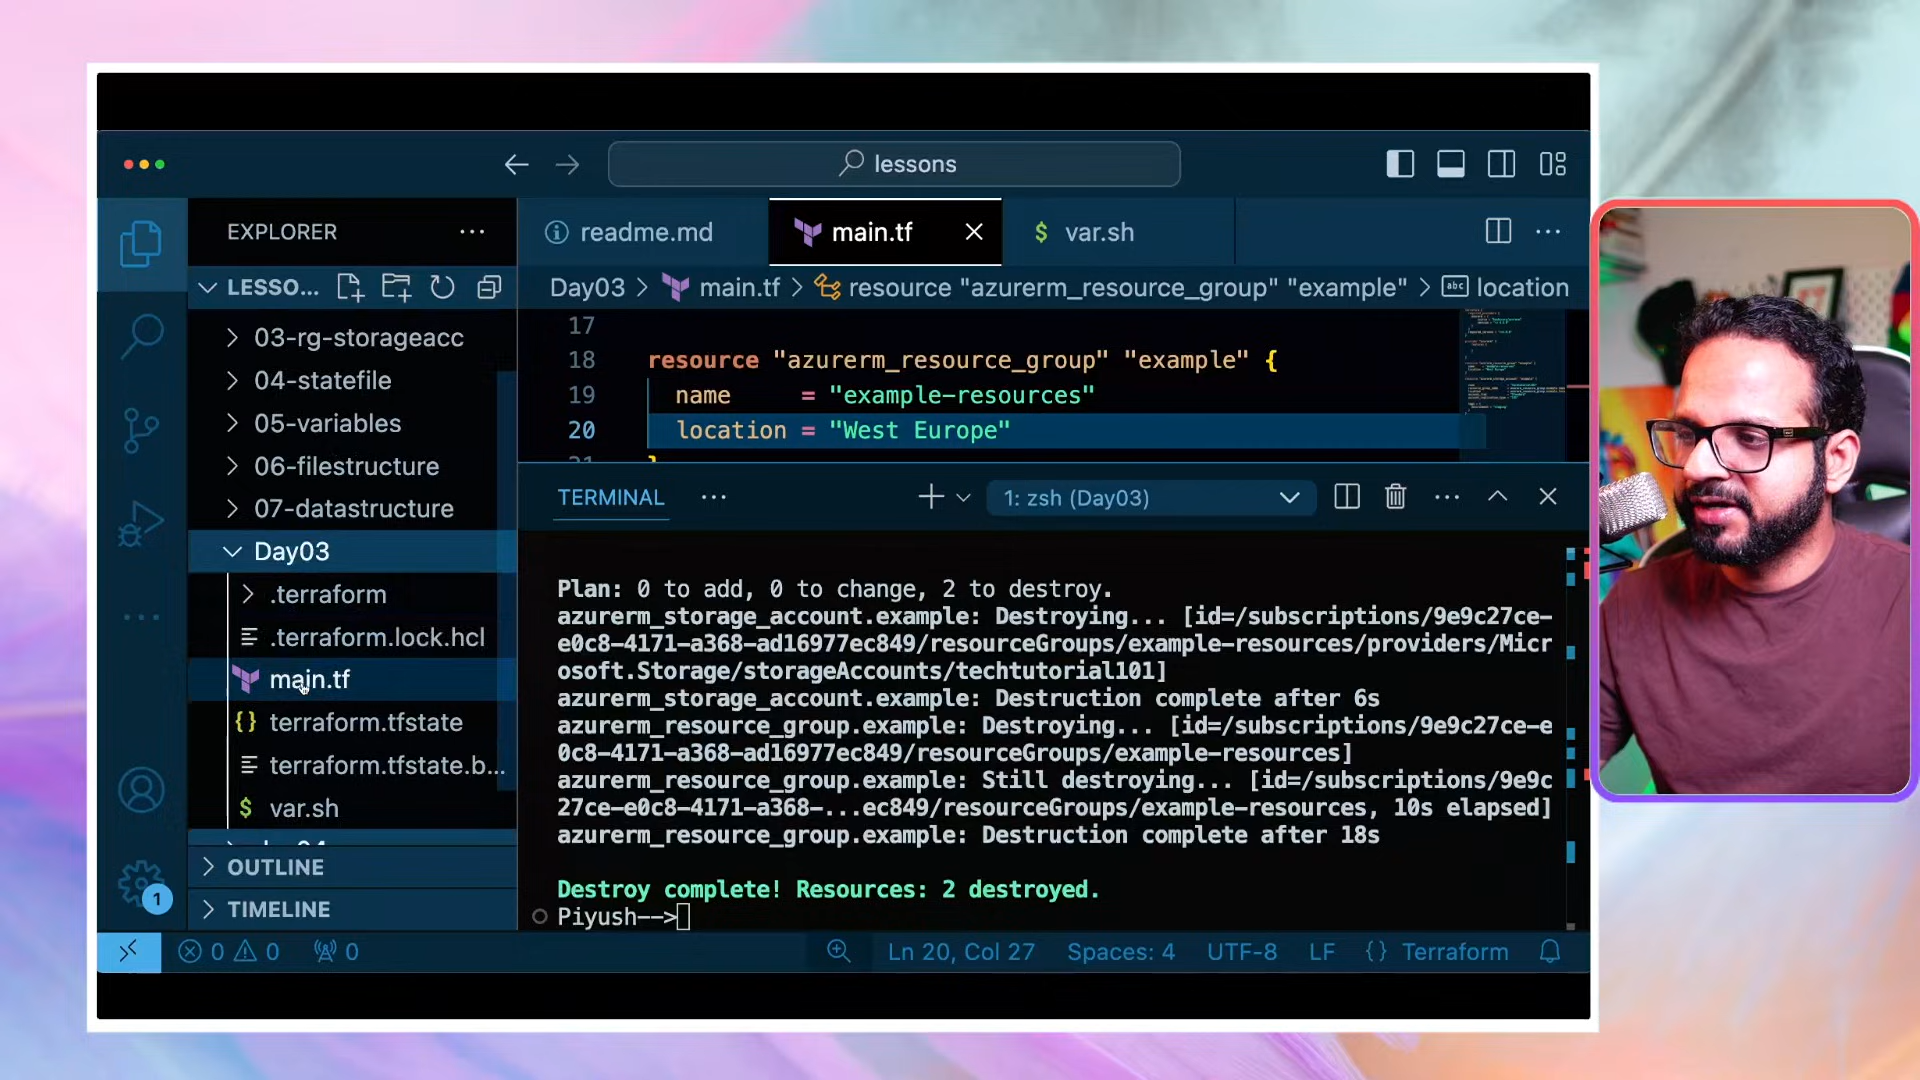 lessons
EXPLORER
readme.md
main.tf
$ var.sh
LESSO...
Day03 > main.tf > resource "azurerm_resource_group" "example" > abc location
03-rg-storageacc
04-statefile
05-variables
06-filestructure
07-datastructure
Day03
.terraform
.terraform.lock.hcl
main.tf
{} terraform.tfstate
terraform.tfstate.b...
$ var.sh
OUTLINE
TIMELINE
1
17
18 resource "azurerm_resource_group" "example" {
19 name = "example-resources"
20 location = "West Europe"
TERMINAL
1: zsh (Day03)
Plan: 0 to add, 0 to change, 2 to destroy.
azurerm_storage_account.example: Destroying... [id=/subscriptions/9e9c27ce-
e0c8-4171-a368-ad16977ec849/resourceGroups/example-resources/providers/Micr
osoft.Storage/storageAccounts/techtutorial101]
azurerm_storage_account.example: Destruction complete after 6s
azurerm_resource_group.example: Destroying... [id=/subscriptions/9e9c27ce-e
0c8-4171-a368-ad16977ec849/resourceGroups/example-resources]
azurerm_resource_group.example: Still destroying... [id=/subscriptions/9e9c
27ce-e0c8-4171-a368-...ec849/resourceGroups/example-resources, 10s elapsed]
azurerm_resource_group.example: Destruction complete after 18s
Destroy complete! Resources: 2 destroyed.
Piyush-->
0 0 0
Ln 20, Col 27
Spaces: 4
UTF-8
LF
{} Terraform